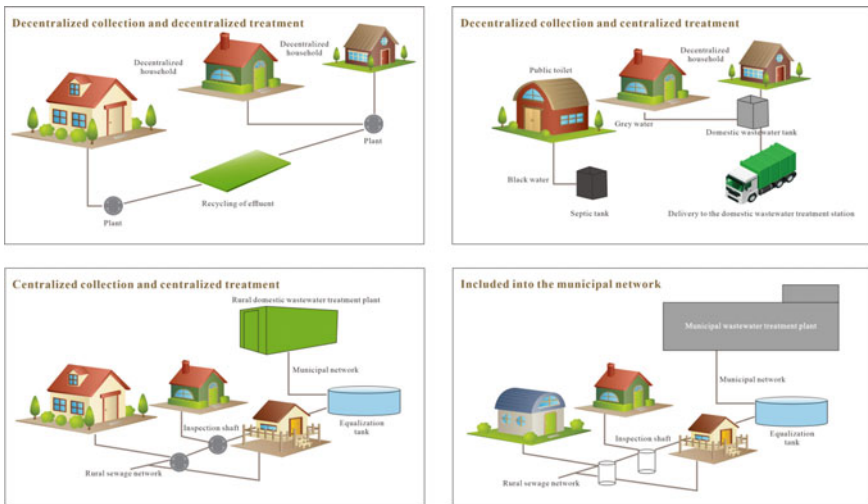 Decentralized collection and decentralized treatment
Decentralized
household
Decentralized
household
Plant
Recycling of effluent
Plant
Decentralized collection and centralized treatment
Decentralized
household
Public toilet
Grey water
Domestic wastewater tank
Black water
Septic tank
Delivery to the domestic wastewater treatment station
Centralized collection and centralized treatment
Rural domestic wastewater treatment plant
Municipal network
Inspection shaft
Equalization
tank
Rural sewage network
Included into the municipal network
Municipal wastewater treatment plant
Municipal network
Inspection shaft
Equalization
tank
Rural sewage network